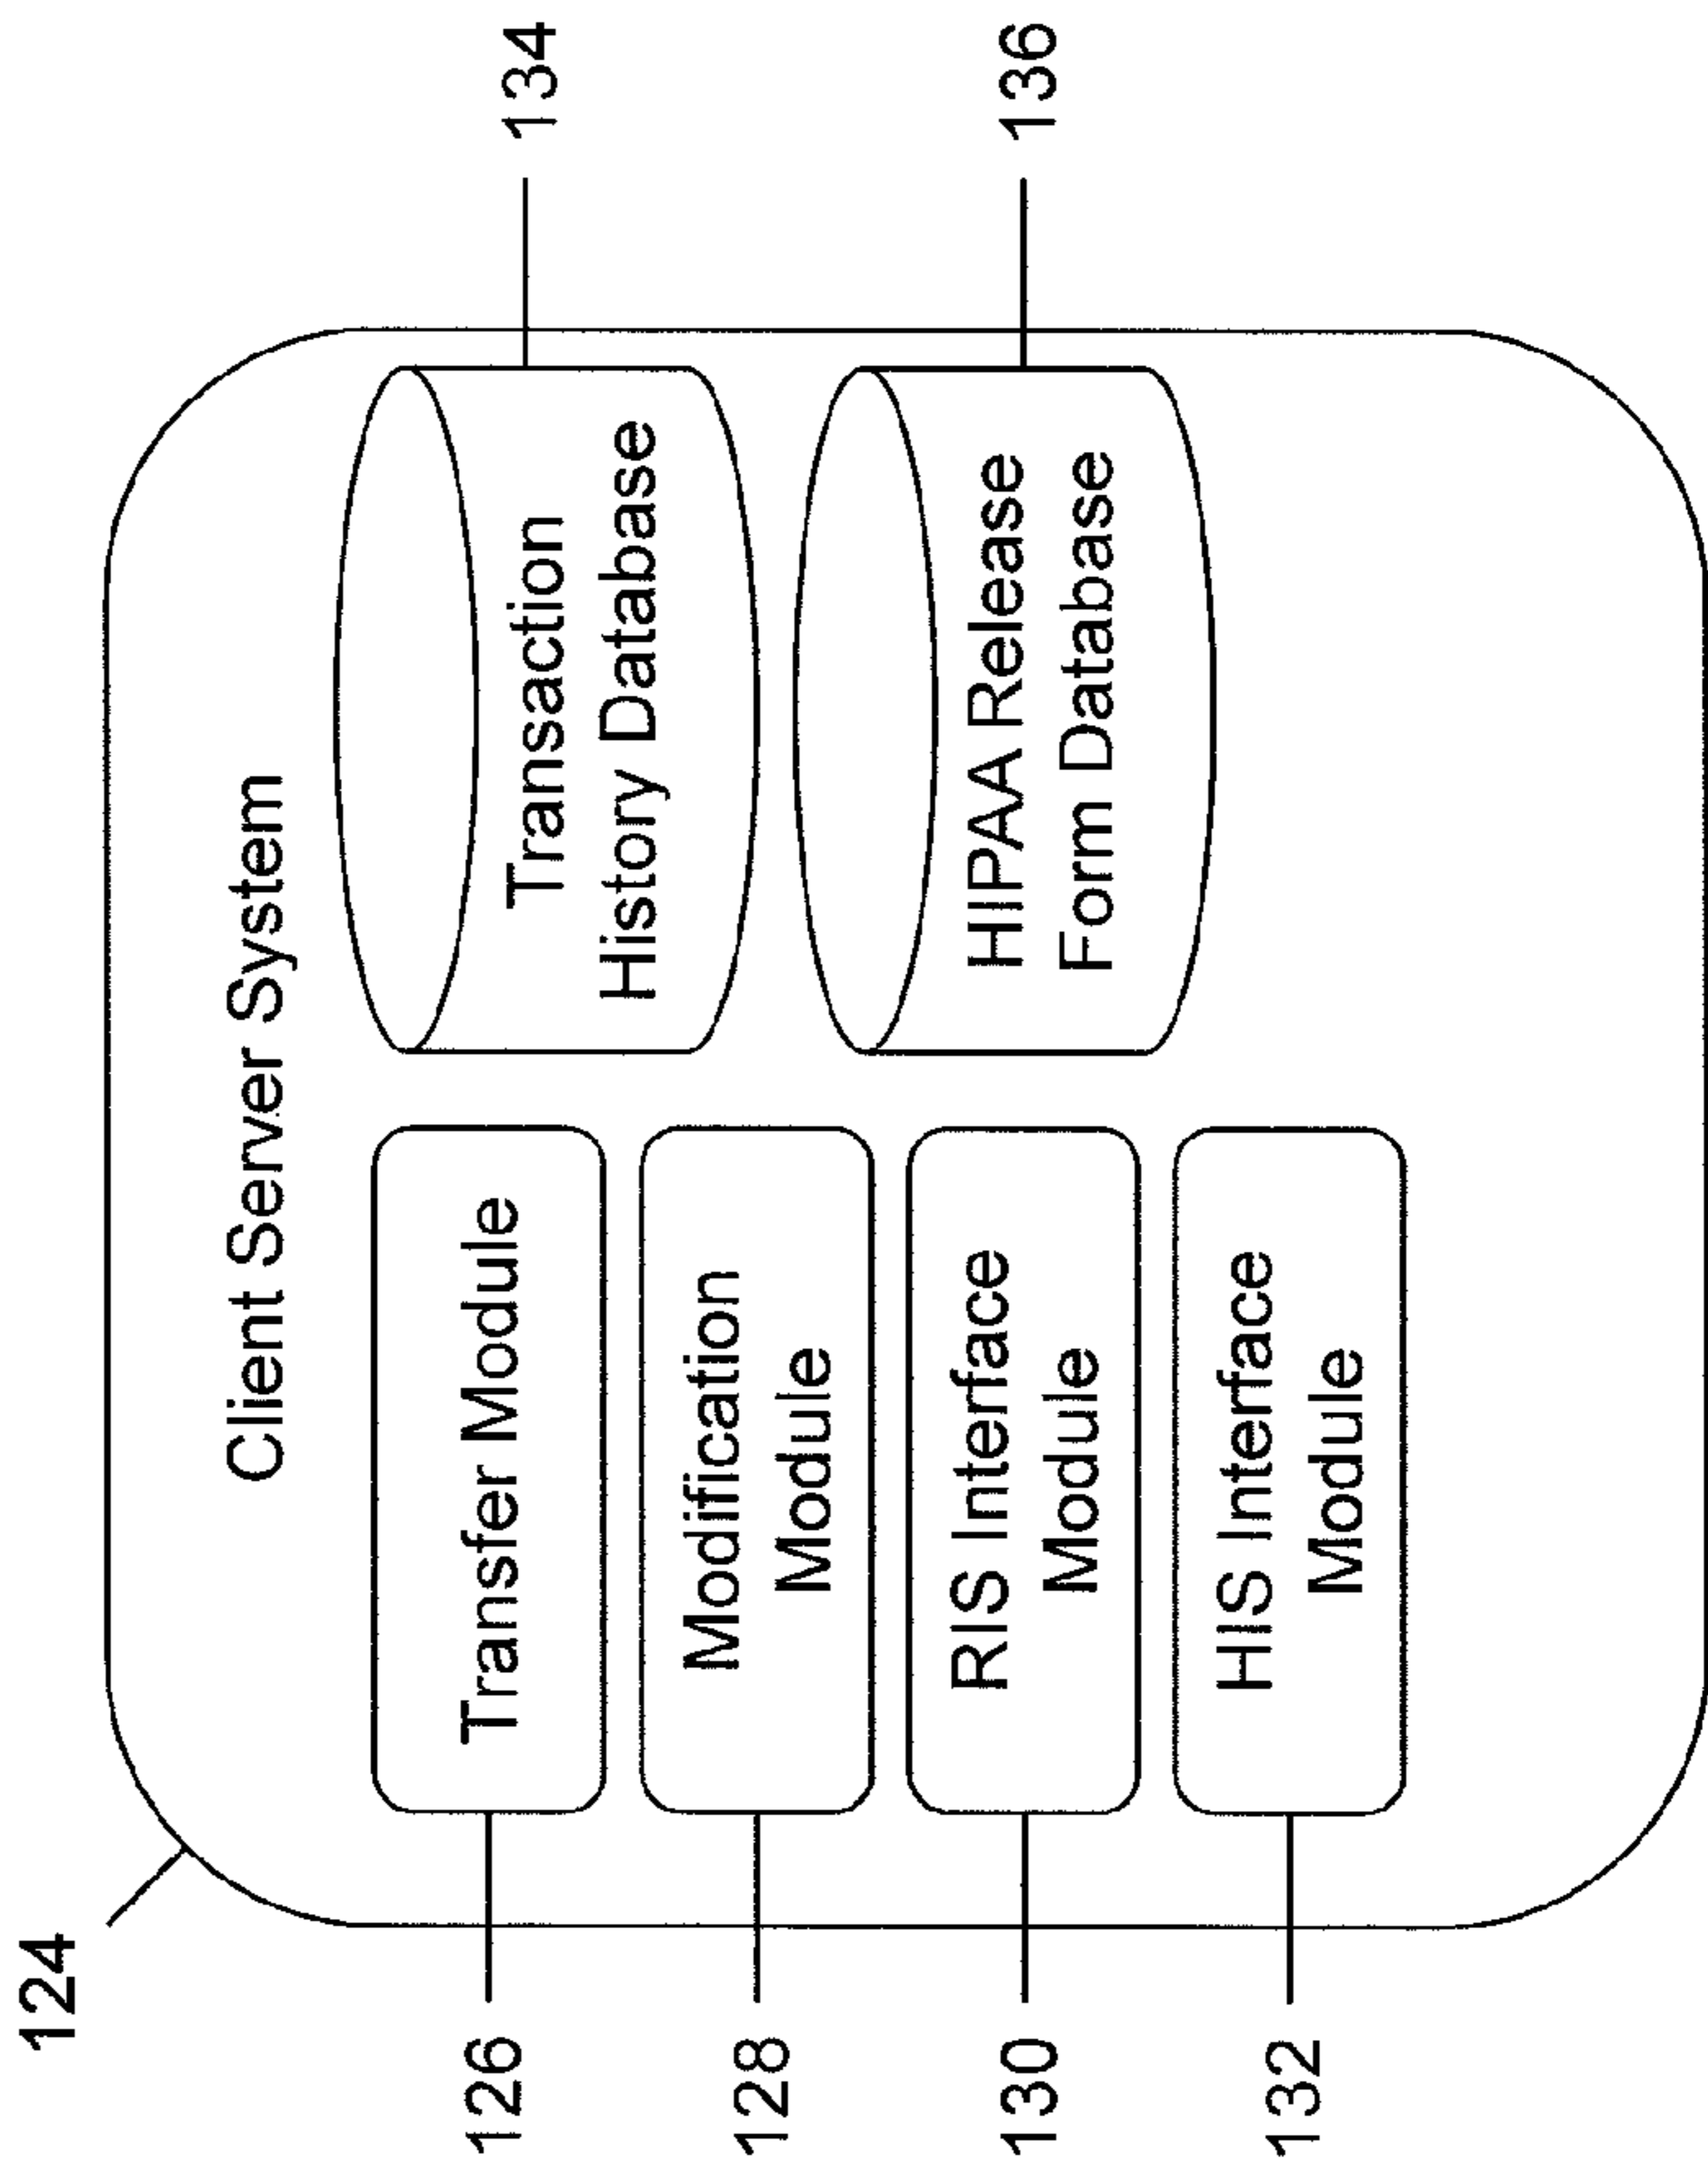 124
Client Server System
126
Transfer Module
Transaction
History Database
134
128
Modification
Module
130
RIS Interface
Module
HIPAA Release
Form Database
136
132
HIS Interface
Module